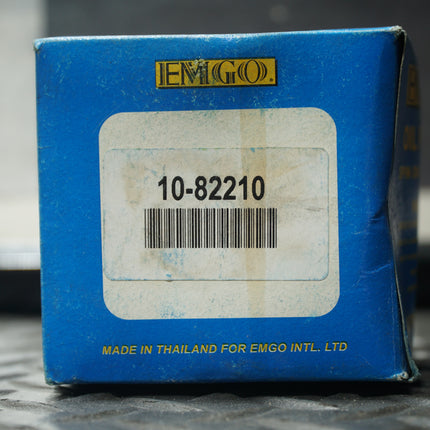 EMGO.
10-82210
MADE IN THAILAND FOR EMGO INTL. LTD